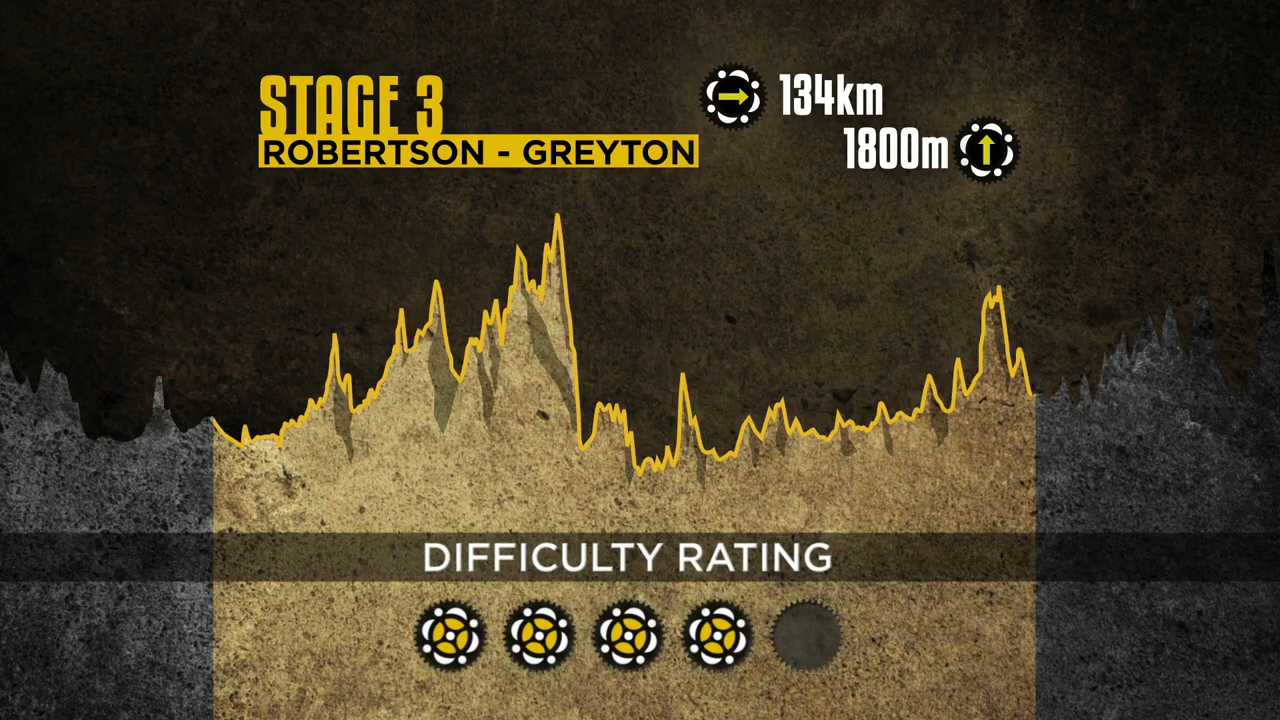 STAGE 3
ROBERTSON - GREYTON
134km
1800m
DIFFICULTY RATING